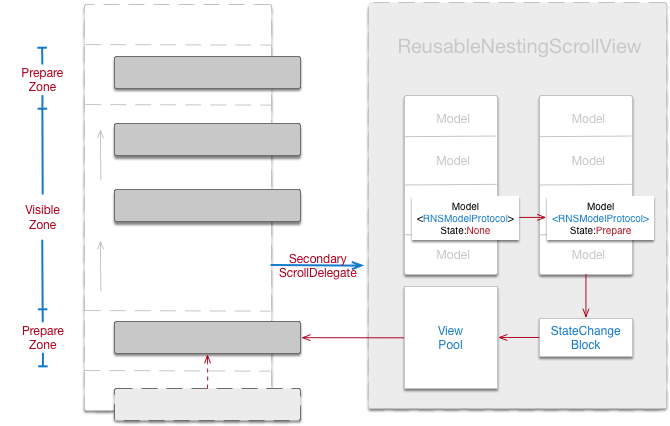 Prepare
Zone
Visible
Zone
Prepare
Zone
Secondary
ScrollDelegate
ReusableNestingScrollView
Model
Model
Model
<RNSModelProtocol>
State:None
Model
Model
Model
Model
<RNSModelProtocol>
State:Prepare
Model
View
Pool
StateChange
Block